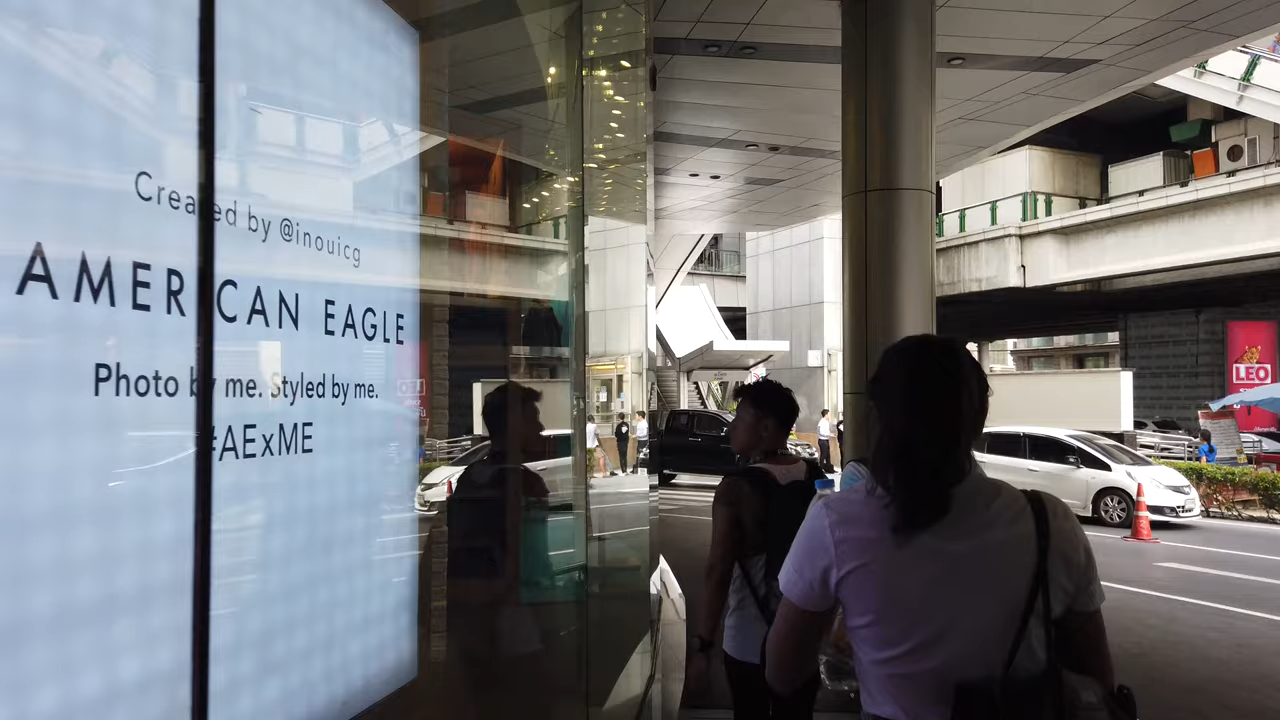 Created by @inouicg
AMERICAN EAGLE
Photo by me. Styled by me.
#AExME
LEO